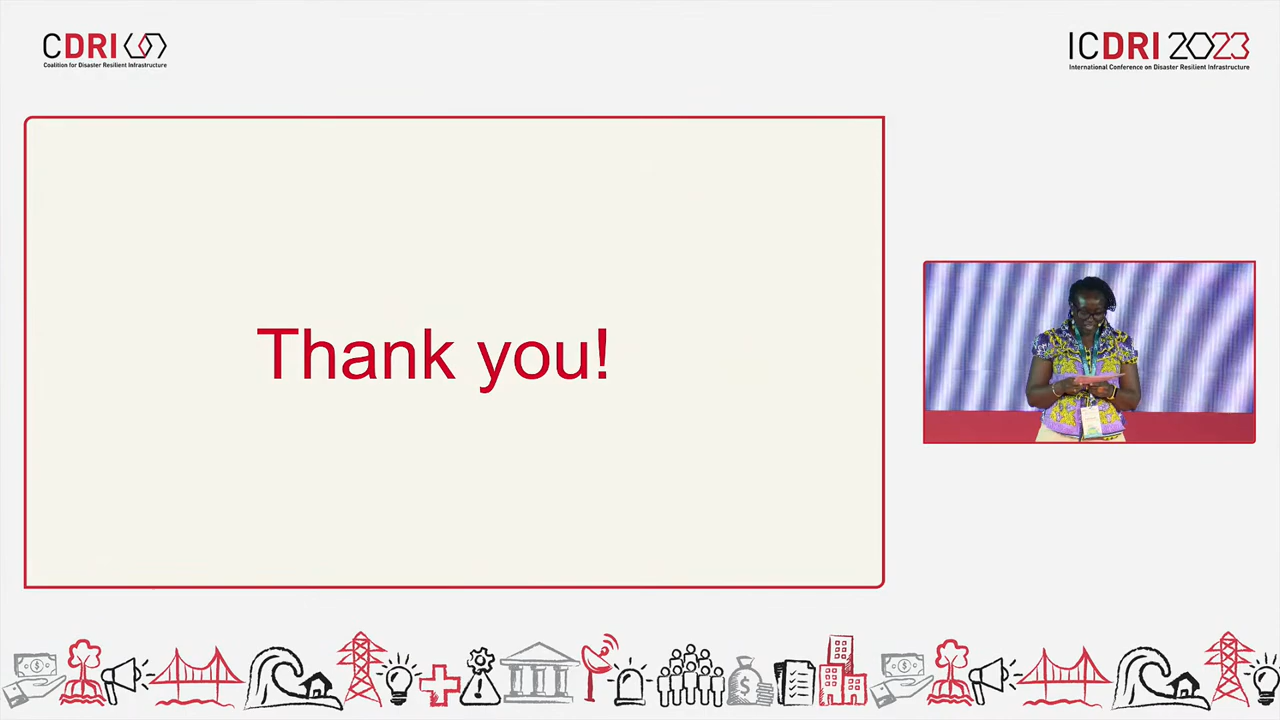 CDRI
Coalition for Disaster Resilient Infrastructure
ICDRI 2023
International Conference on Disaster Resilient Infrastructure
Thank you!